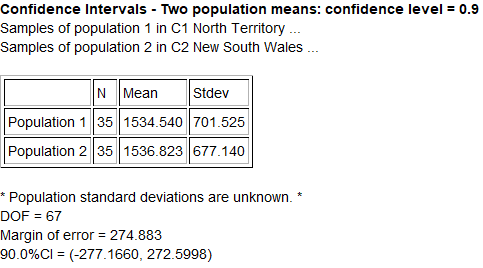 Confidence Intervals - Two population means: confidence level = 0.9
Samples of population 1 in C1 North Territory ...
Samples of population 2 in C2 New South Wales ...
N Mean Stdev
Population 1 35 1534.540 701.525
Population 2 35 1536.823 677.140
* Population standard deviations are unknown. *
DOF = 67
Margin of error = 274.883
90.0%CI = (-277.1660, 272.5998)